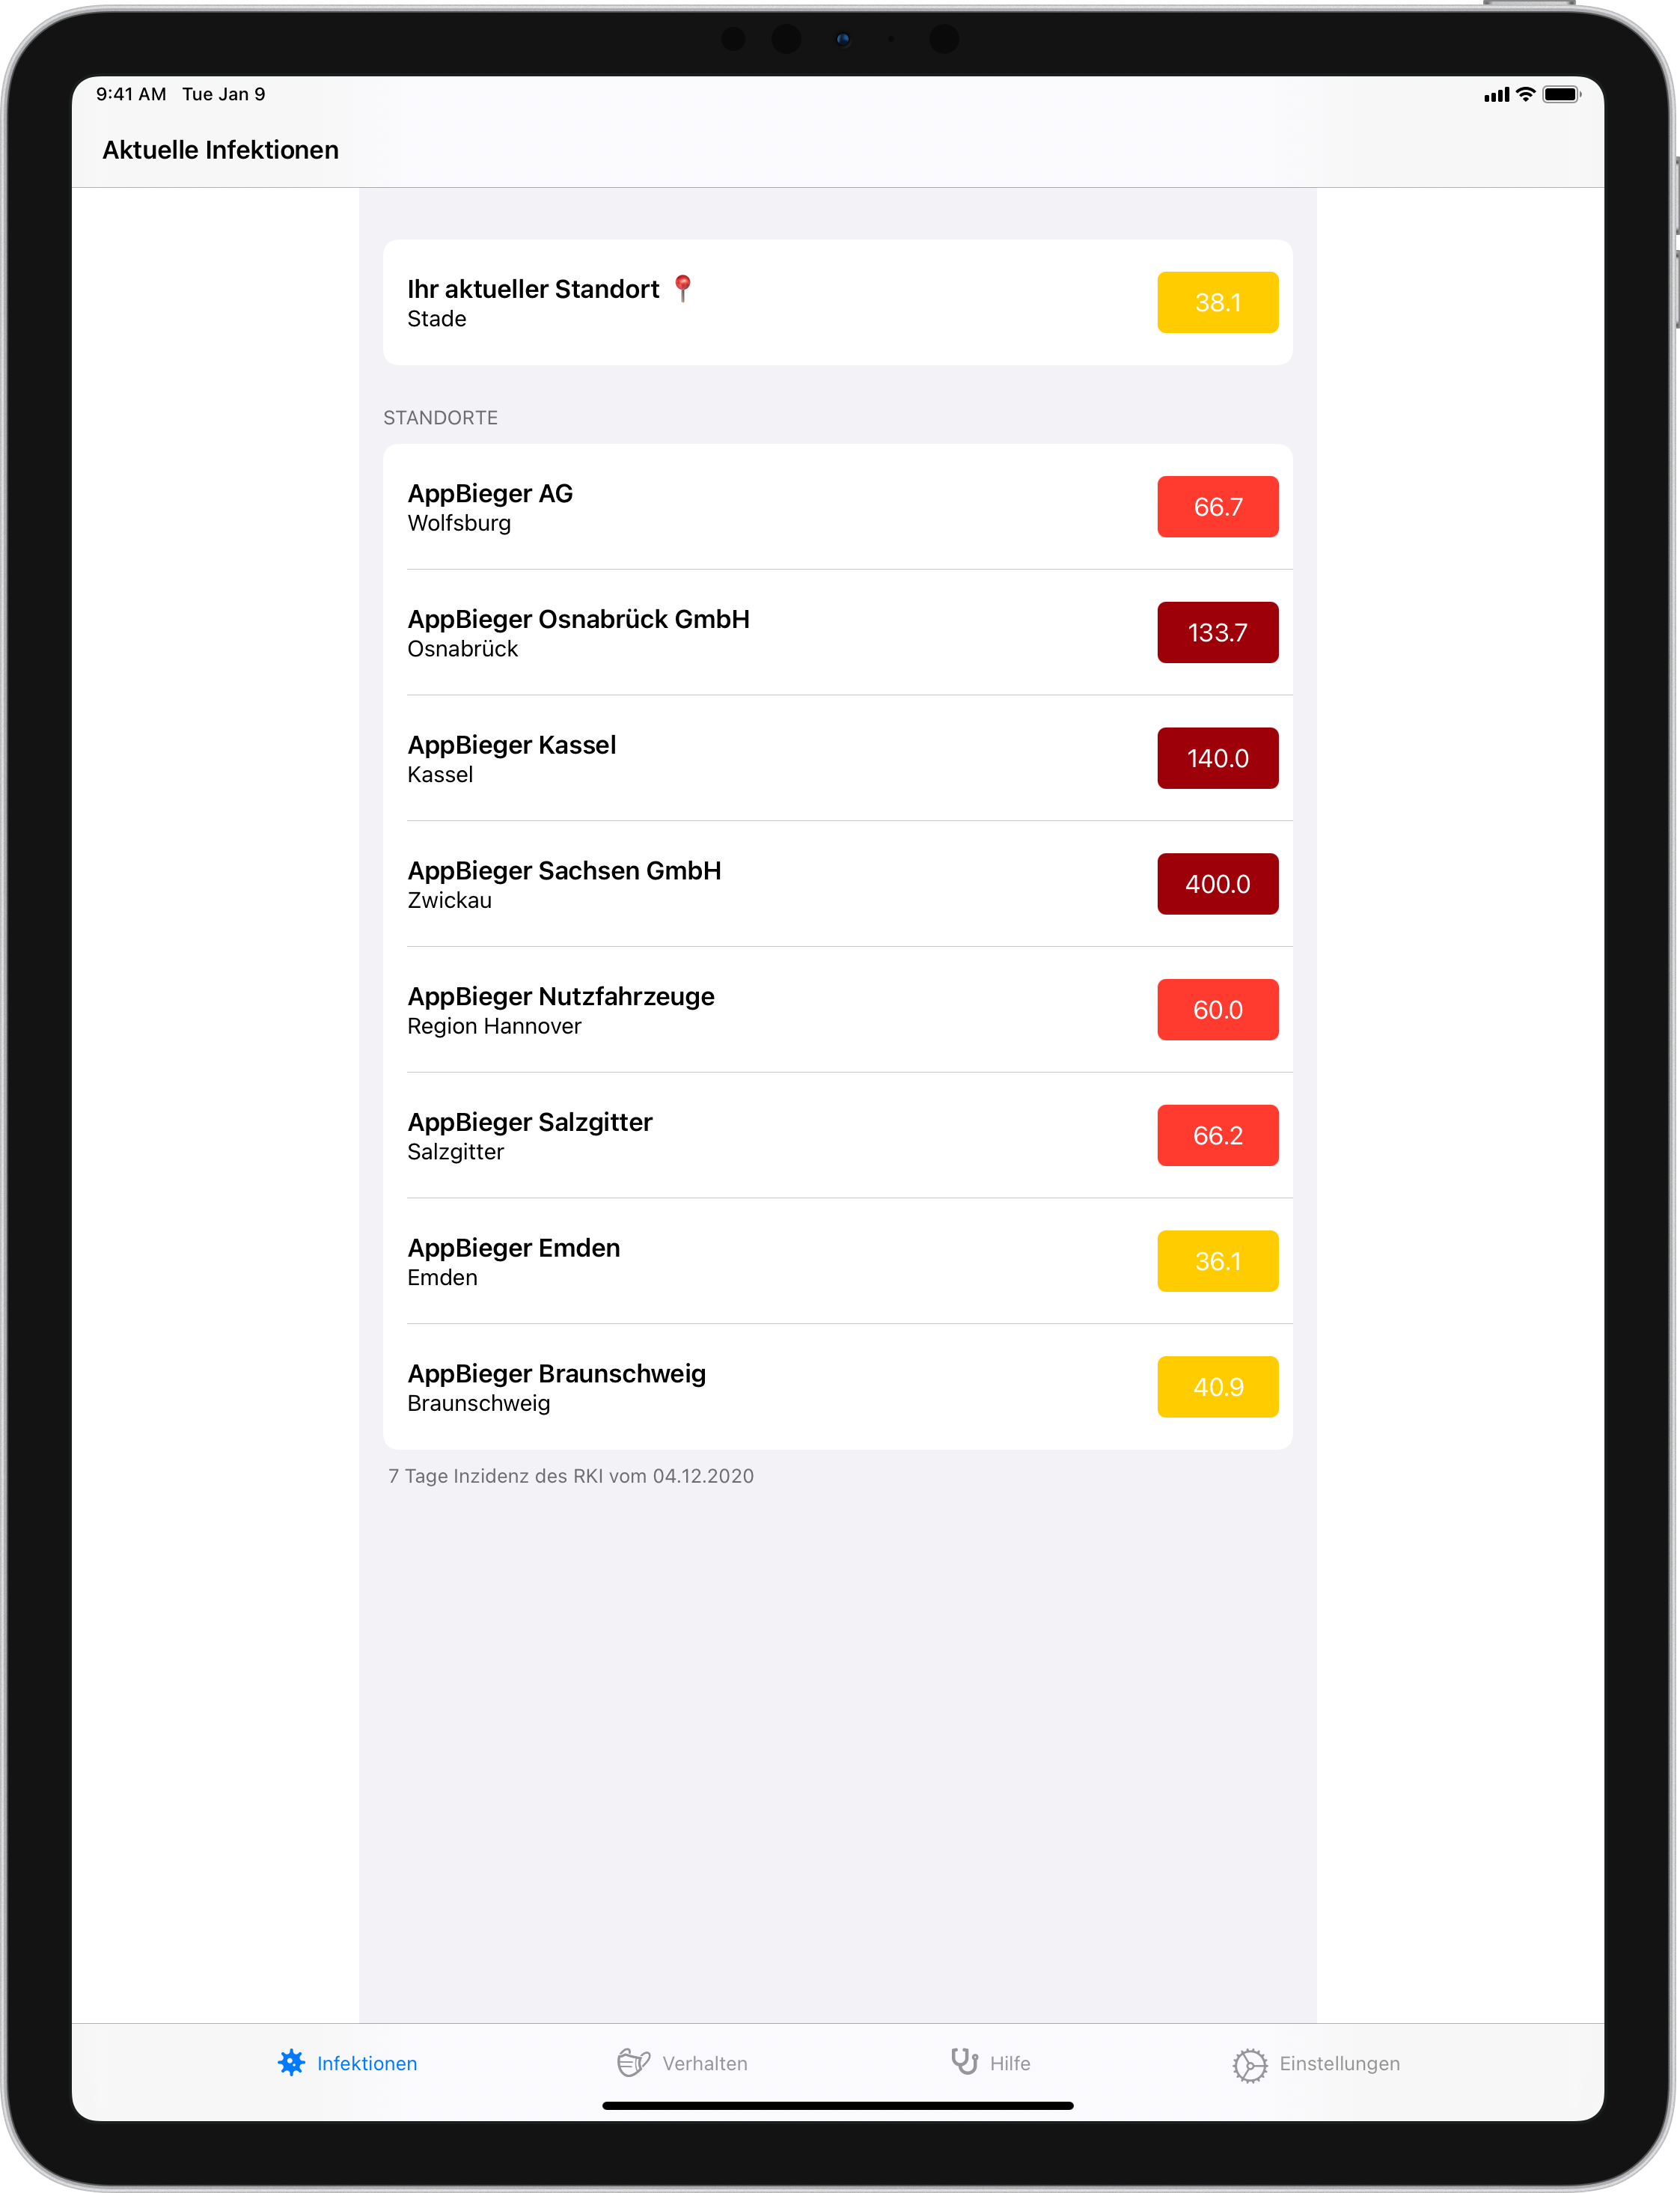 9:41 AM Tue Jan 9
Aktuelle Infektionen
Ihr aktueller Standort 📍
Stade
38.1
STANDORTE
AppBieger AG
Wolfsburg
66.7
AppBieger Osnabrück GmbH
Osnabrück
133.7
AppBieger Kassel
Kassel
140.0
AppBieger Sachsen GmbH
Zwickau
400.0
AppBieger Nutzfahrzeuge
Region Hannover
60.0
AppBieger Salzgitter
Salzgitter
66.2
AppBieger Emden
Emden
36.1
AppBieger Braunschweig
Braunschweig
40.9
7 Tage Inzidenz des RKI vom 04.12.2020
Infektionen Verhalten Hilfe Einstellungen